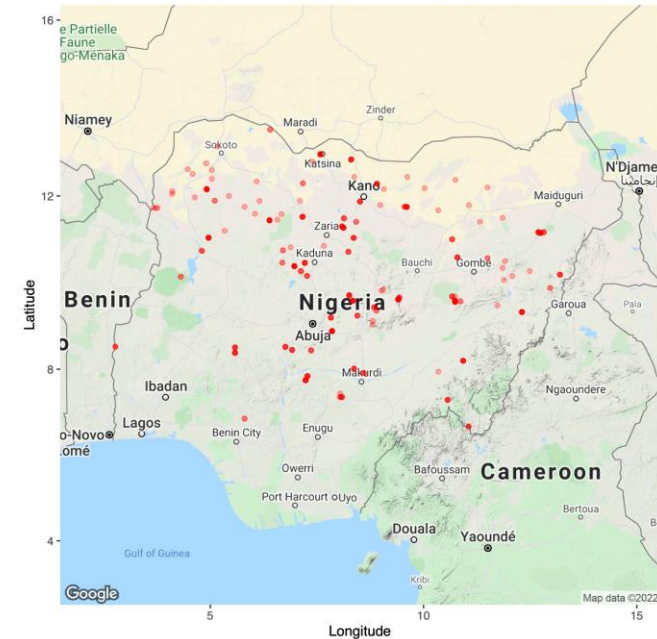 16
e Partielle
Faune
go-Ménaka
Zinder
Niamey
Maradi
Sokoto
Katsina
N'Djame
إنجامينا
12
Kano
Maiduguri
Zaria
Kaduna
Bauchi
Gombe
Benin
Nigeria
Garoua
Pala
Abuja
8
Makurdi
Ibadan
Ngaoundere
o-Novo
Lagos
Benin City
Enugu
omé
Owerri
Bafoussam
Cameroon
Port Harcourt
Uyo
Bertoua
Douala
Yaoundé
4
Gulf of Guinea
Kribi
Google
Map data ©2022
5
10
15
Longitude
Latitude